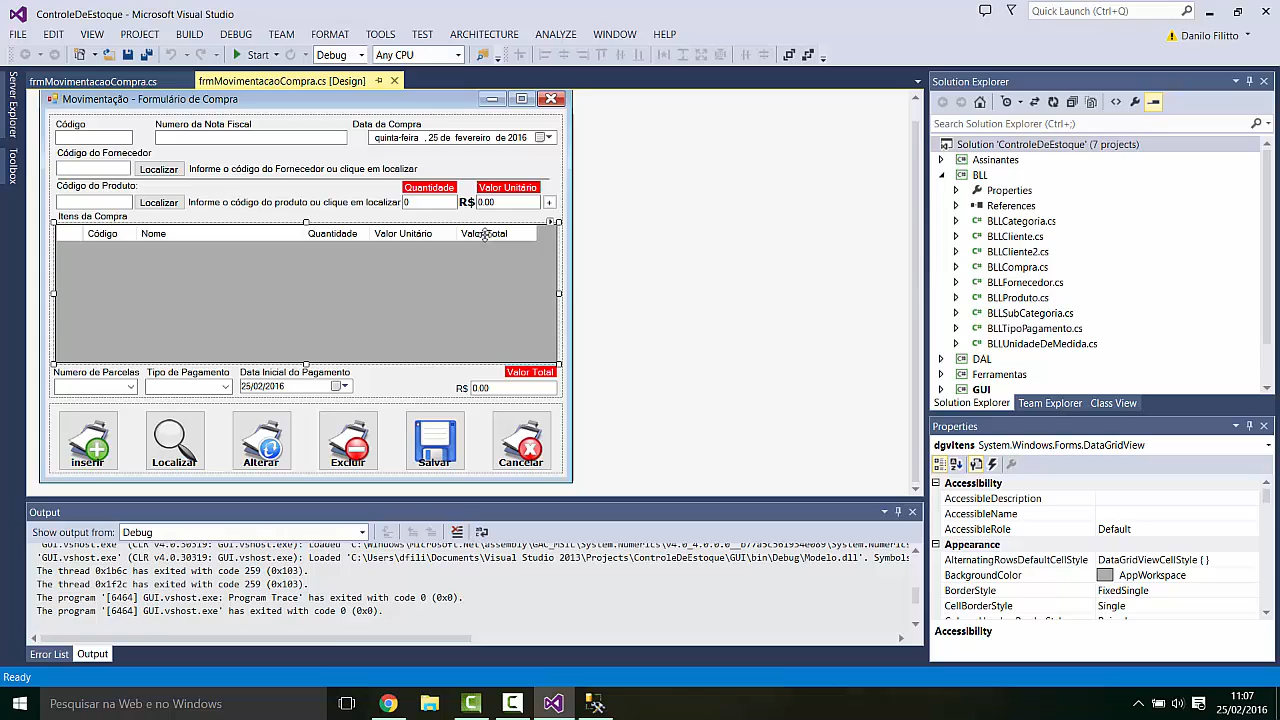 ControleDeEstoque - Microsoft Visual Studio
Quick Launch (Ctrl+Q)
FILE EDIT VIEW PROJECT BUILD DEBUG TEAM FORMAT TOOLS TEST ARCHITECTURE ANALYZE WINDOW HELP
Danilo Filitto
Start Debug Any CPU
Server Explorer
Toolbox
frmMovimentacaoCompra.cs
frmMovimentacaoCompra.cs [Design]
Movimentação - Formulário de Compra
Código Numero da Nota Fiscal Data da Compra
quinta-feira , 25 de fevereiro de 2016
Código do Fornecedor
Localizar Informe o código do Fornecedor ou clique em localizar
Código do Produto: Quantidade Valor Unitário
Localizar Informe o código do produto ou clique em localizar 0 R$ 0.00 +
Itens da Compra
Código Nome Quantidade Valor Unitário Valor Total
Numero de Parcelas Tipo de Pagamento Data Inicial do Pagamento Valor Total
25/02/2016 R$ 0.00
Inserir Localizar Alterar Excluir Salvar Cancelar
Output
Show output from: Debug
'GUI.vshost.exe' (CLR v4.0.30319: GUI.vshost.exe): Loaded 'C:\Users\dfili\Documents\Visual Studio 2013\Projects\ControleDeEstoque\GUI\bin\Debug\Modelo.dll'. Symbols
The thread 0x1b6c has exited with code 259 (0x103).
The thread 0x1f2c has exited with code 259 (0x103).
The program '[6464] GUI.vshost.exe: Program Trace' has exited with code 0 (0x0).
The program '[6464] GUI.vshost.exe' has exited with code 0 (0x0).
Error List Output
Solution Explorer
Search Solution Explorer (Ctrl+;)
Solution 'ControleDeEstoque' (7 projects)
Assinantes
BLL
Properties
References
BLLCategoria.cs
BLLCliente.cs
BLLCliente2.cs
BLLCompra.cs
BLLFornecedor.cs
BLLProduto.cs
BLLSubCategoria.cs
BLLTipoPagamento.cs
BLLUnidadeDeMedida.cs
DAL
Ferramentas
GUI
Solution Explorer Team Explorer Class View
Properties
dgvItens System.Windows.Forms.DataGridView
Accessibility
AccessibleDescription
AccessibleName
AccessibleRole Default
Appearance
AlternatingRowsDefaultCellStyle DataGridViewCellStyle { }
BackgroundColor AppWorkspace
BorderStyle FixedSingle
CellBorderStyle Single
Accessibility
Ready
Pesquisar na Web e no Windows
11:07
25/02/2016